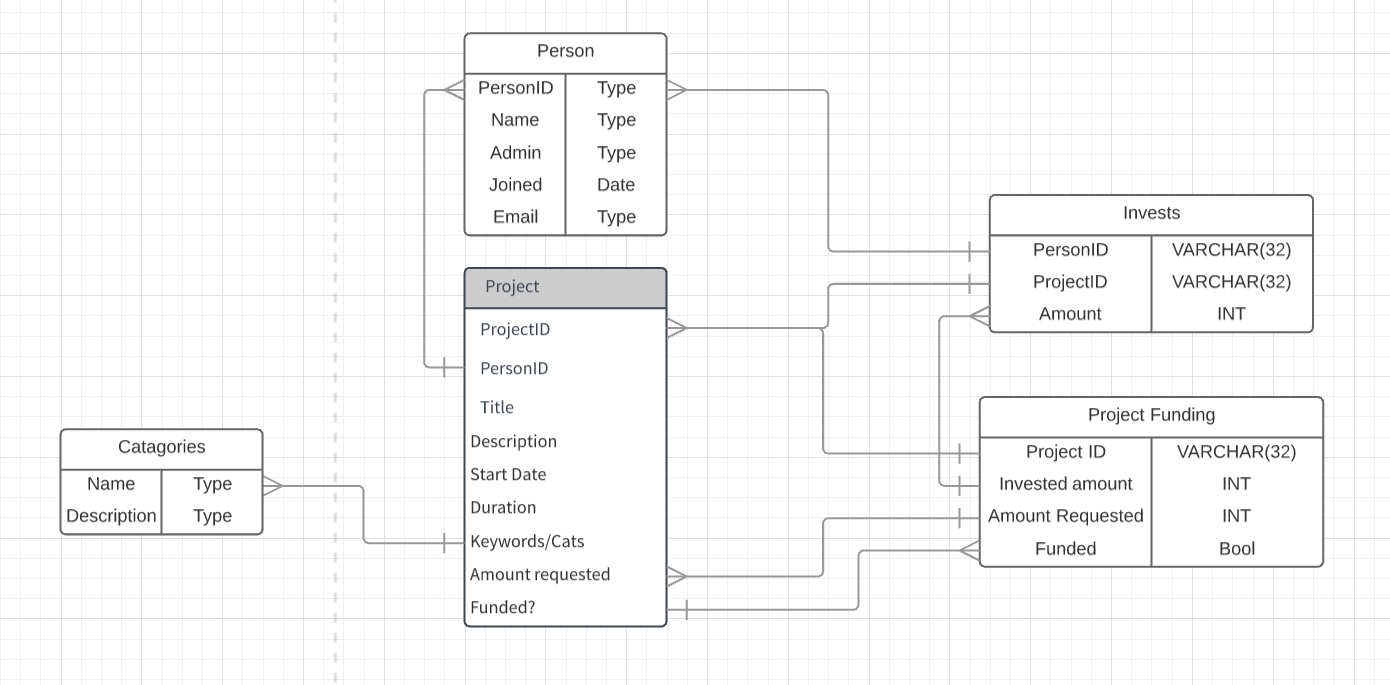 Person
PersonID Type
Name Type
Admin Type
Joined Date
Email Type
Project
ProjectID
PersonID
Title
Description
Start Date
Duration
Keywords/Cats
Amount requested
Funded?
Catagories
Name Type
Description Type
Invests
PersonID VARCHAR(32)
ProjectID VARCHAR(32)
Amount INT
Project Funding
Project ID VARCHAR(32)
Invested amount INT
Amount Requested INT
Funded Bool